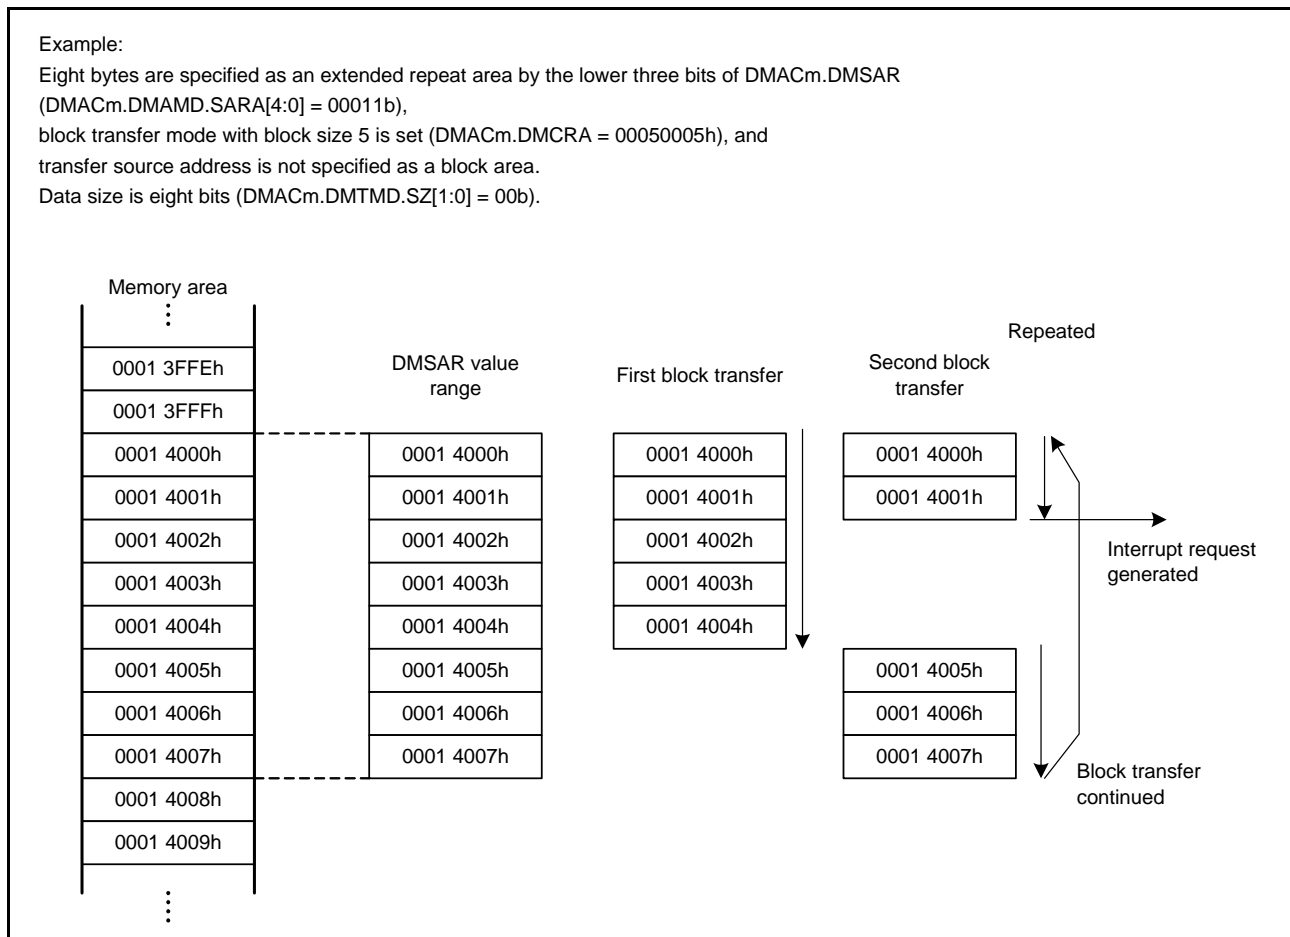 Example:
Eight bytes are specified as an extended repeat area by the lower three bits of DMACm.DMSAR
(DMACm.DMAMD.SARA[4:0] = 00011b),
block transfer mode with block size 5 is set (DMACm.DMCRA = 00050005h), and
transfer source address is not specified as a block area.
Data size is eight bits (DMACm.DMTMD.SZ[1:0] = 00b).
Memory area
0001 3FFEh
0001 3FFFh
0001 4000h
0001 4001h
0001 4002h
0001 4003h
0001 4004h
0001 4005h
0001 4006h
0001 4007h
0001 4008h
0001 4009h
DMSAR value
range
0001 4000h
0001 4001h
0001 4002h
0001 4003h
0001 4004h
0001 4005h
0001 4006h
0001 4007h
First block transfer
0001 4000h
0001 4001h
0001 4002h
0001 4003h
0001 4004h
Second block
transfer
0001 4000h
0001 4001h
0001 4005h
0001 4006h
0001 4007h
Repeated
Interrupt request
generated
Block transfer
continued